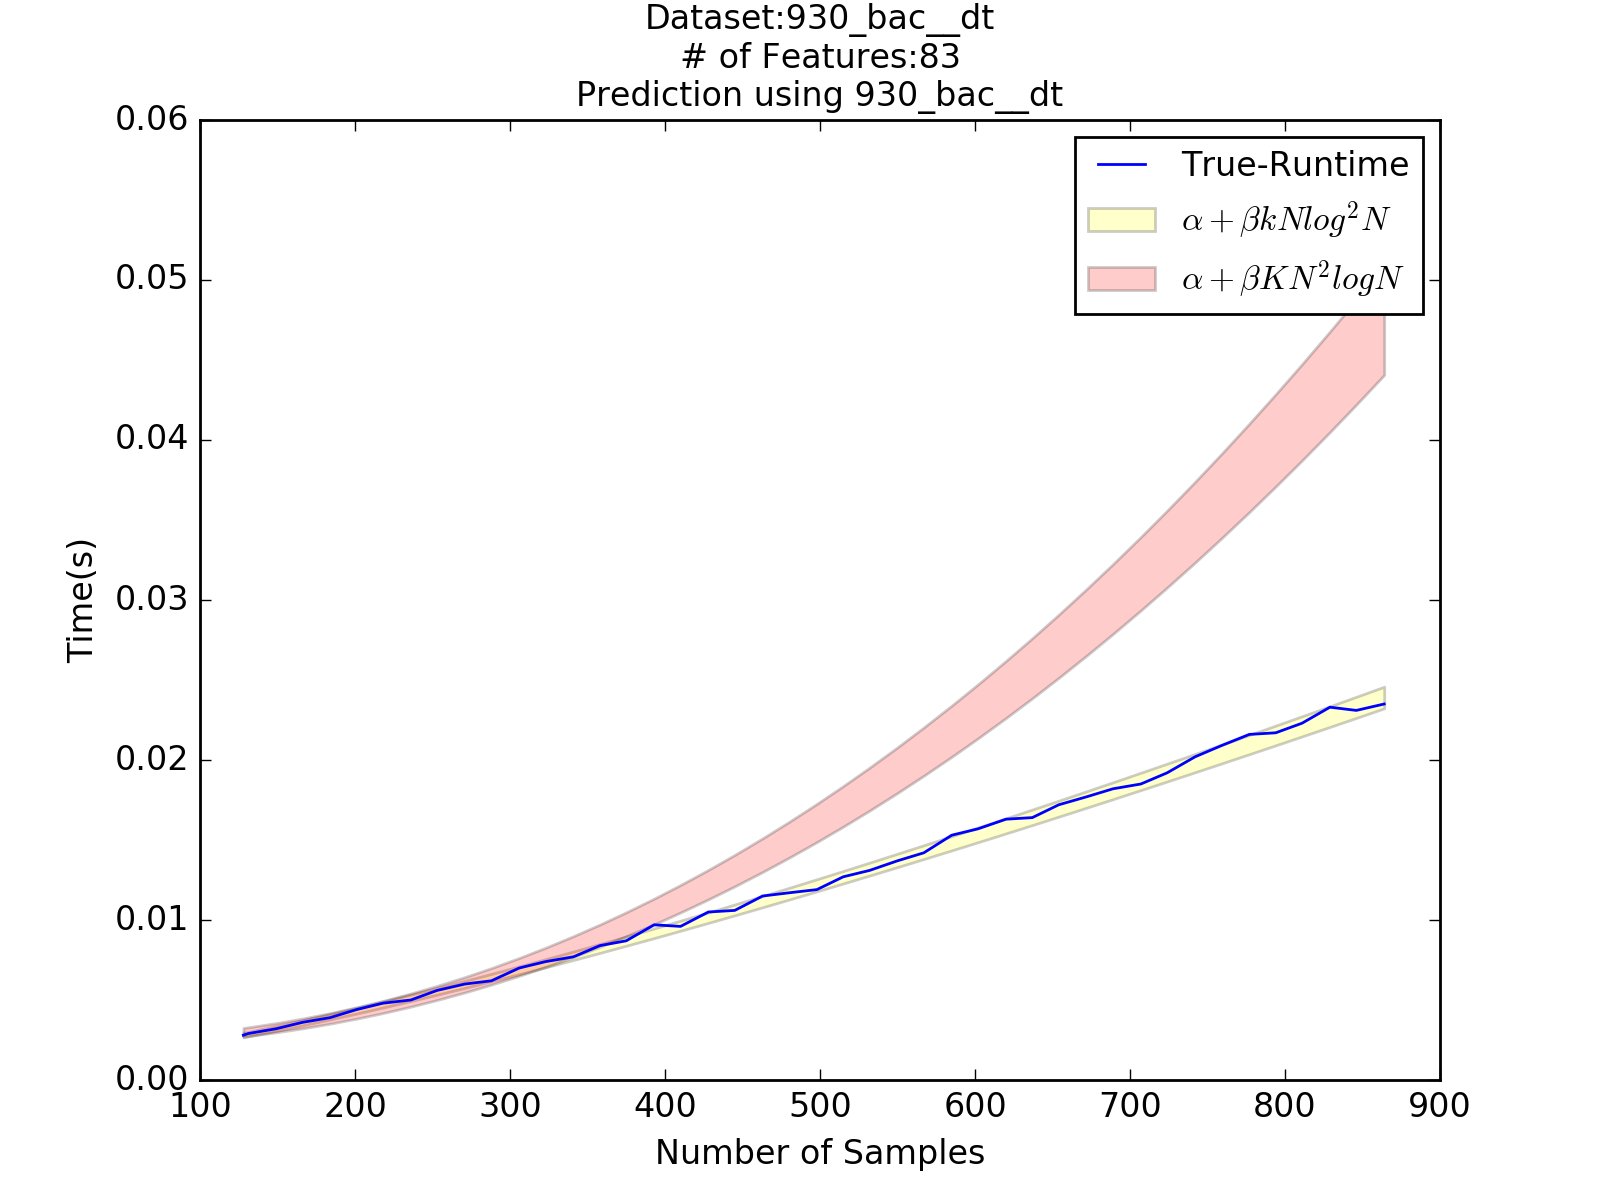 Dataset:930_bac__dt
# of Features:83
Prediction using 930_bac__dt
0.06
0.05
0.04
0.03
0.02
0.01
0.00
Time(s)
True-Runtime
α + βkNlog²N
α + βKN²logN
100 200 300 400 500 600 700 800 900
Number of Samples